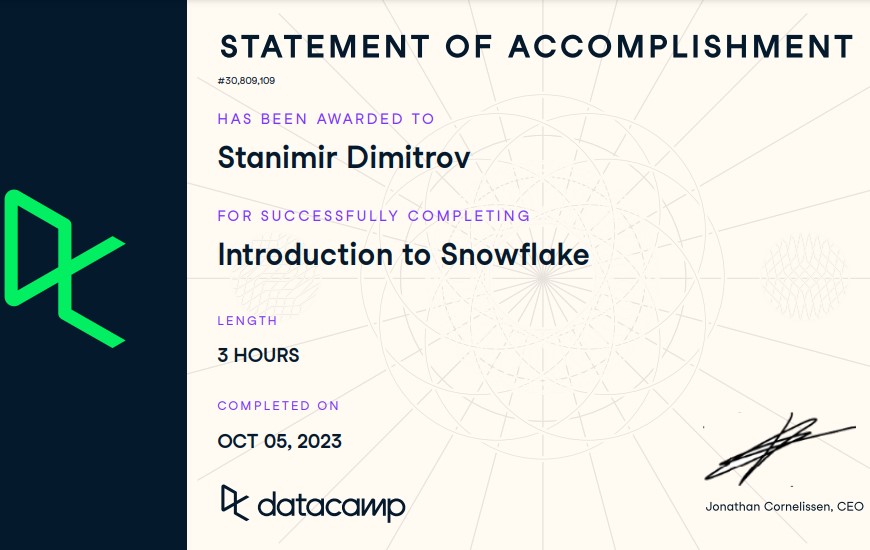 STATEMENT OF ACCOMPLISHMENT
#30,809,109
HAS BEEN AWARDED TO
Stanimir Dimitrov
FOR SUCCESSFULLY COMPLETING
Introduction to Snowflake
LENGTH
3 HOURS
COMPLETED ON
OCT 05, 2023
datacamp
Jonathan Cornelissen, CEO